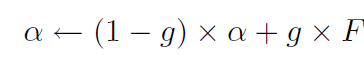 α ← (1 − g) × α + g × F